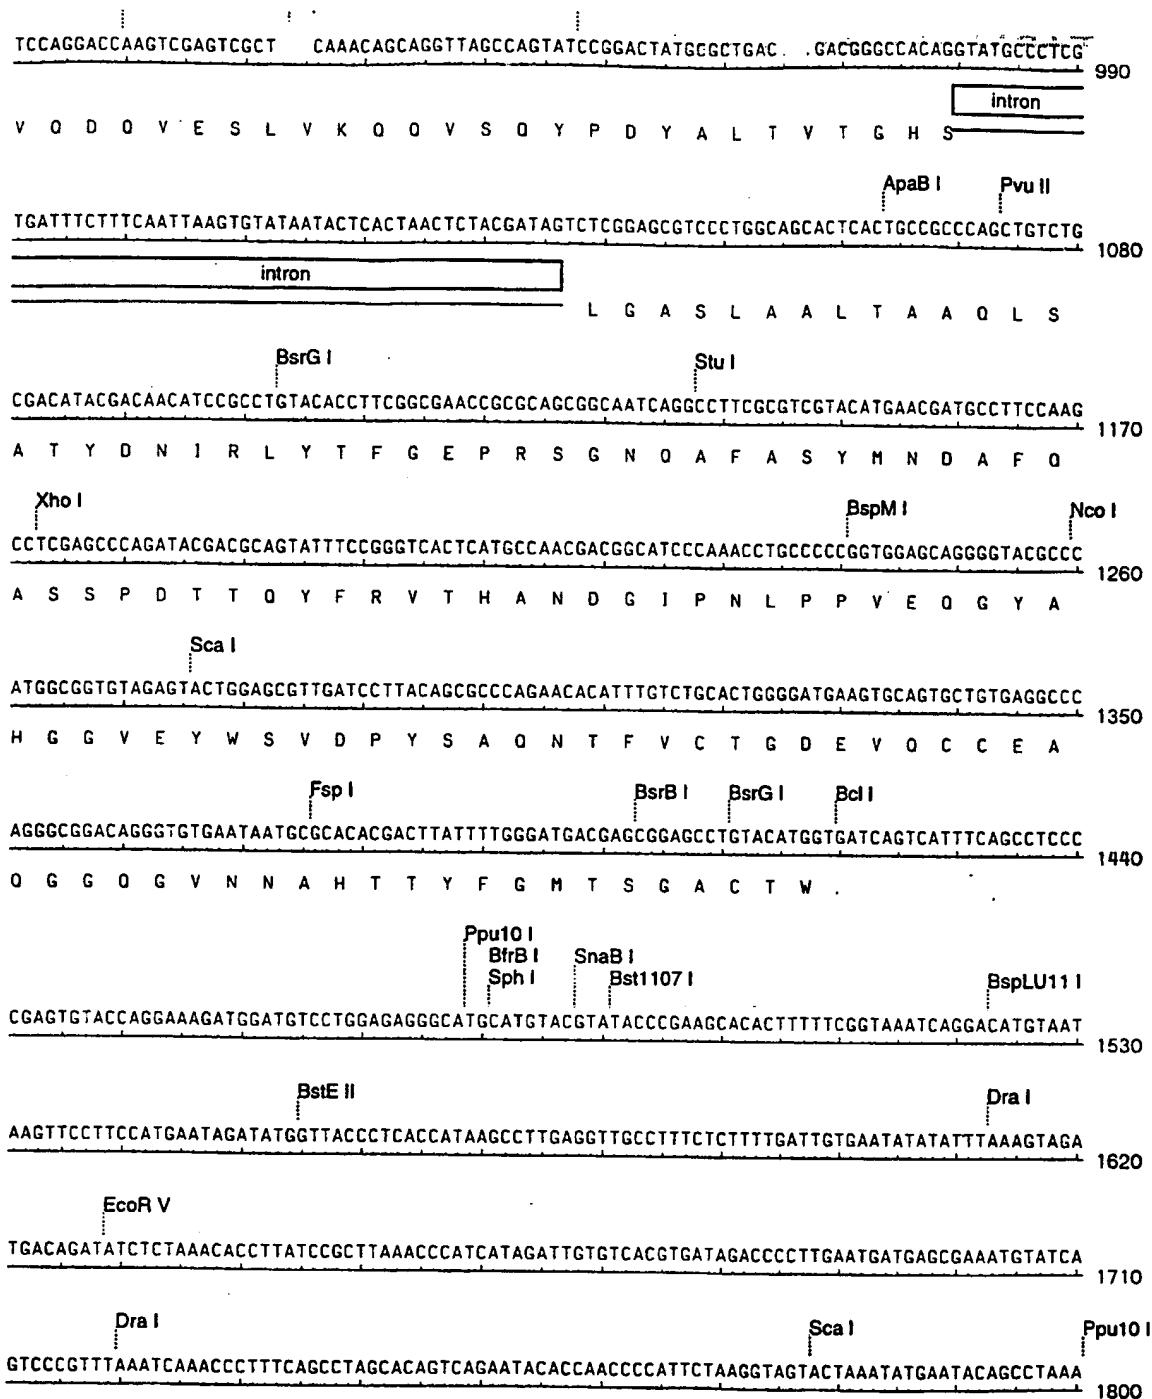 TCCAGGACCAAGTCGAGTCGCT CAAACAGCAGGTTAGCCAGTATCCGGACTATGCGCTGAC GACGGGCCACAGGTATGCCCTCG
990
intron
V Q D Q V E S L V K Q Q V S Q Y P D Y A L T V T G H S
ApaB I Pvu II
TGATTTCTTTCAATTAAGTGTATAATACTCACTAACTCTACGATAGTCTCGGAGCGTCCCTGGCAGCACTCACTGCCGCCCAGCTGTCTG
1080
intron
L G A S L A A L T A A Q L S
BsrG I Stu I
CGACATACGACAACATCCGCCTGTACACCTTCGGCGAACCGCGCAGCGGCAATCAGGCCTTCGCGTCGTACATGAACGATGCCTTCCAAG
1170
A T Y D N I R L Y T F G E P R S G N Q A F A S Y M N D A F Q
Xho I BspM I Nco I
CCTCGAGCCCAGATACGACGCAGTATTTCCGGGTCACTCATGCCAACGACGGCATCCCAAACCTGCCCCCGGTGGAGCAGGGGTACGCCC
1260
A S S P D T T Q Y F R V T H A N D G I P N L P P V E Q G Y A
Sca I
ATGGCGGTGTAGAGTACTGGAGCGTTGATCCTTACAGCGCCCAGAACACATTTGTCTGCACTGGGGATGAAGTGCAGTGCTGTGAGGCCC
1350
H G G V E Y W S V D P Y S A Q N T F V C T G D E V Q C C E A
Fsp I BsrB I BsrG I Bcl I
AGGGCGGACAGGGTGTGAATAATGCGCACACGACTTATTTTGGGATGACGAGCGGAGCCTGTACATGGTGATCAGTCATTTCAGCCTCCC
1440
Q G G Q G V N N A H T T Y F G M T S G A C T W .
Ppu10 I
BfrB I SnaB I
Sph I Bst1107 I BspLU11 I
CGAGTGTACCAGGAAAGATGGATGTCCTGGAGAGGGCATGCATGTACGTATACCCGAAGCACACTTTTTCGGTAAATCAGGACATGTAAT
1530
BstE II Dra I
AAGTTCCTTCCATGAATAGATATGGTTACCCTCACCATAAGCCTTGAGGTTGCCTTTCTCTTTTGATTGTGAATATATATTTAAAGTAGA
1620
EcoR V
TGACAGATATCTCTAAACACCTTATCCGCTTAAACCCATCATAGATTGTGTCACGTGATAGACCCCTTGAATGATGAGCGAAATGTATCA
1710
Dra I Sca I Ppu10 I
GTCCCGTTTAAATCAAACCCTTTCAGCCTAGCACAGTCAGAATACACCAACCCCATTCTAAGGTAGTACTAAATATGAATACAGCCTAAA
1800